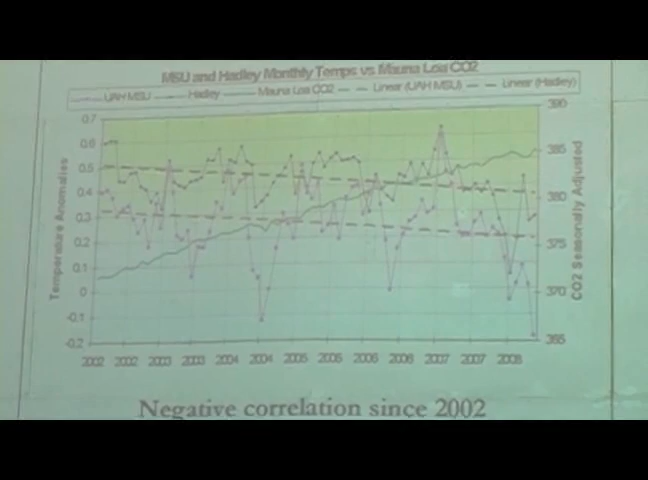 MSU and Hadley Monthly Temps vs Mauna Loa CO2
UAH MSU Hadley Mauna Loa CO2 Linear (UAH MSU) Linear (Hadley)
0.7
0.6
0.5
0.4
0.3
0.2
0.1
0
-0.1
-0.2
Temperature Anomalies
390
385
380
375
370
365
CO2 Seasonally Adjusted
2002 2002 2003 2003 2004 2004 2005 2005 2006 2006 2007 2007 2008
Negative correlation since 2002